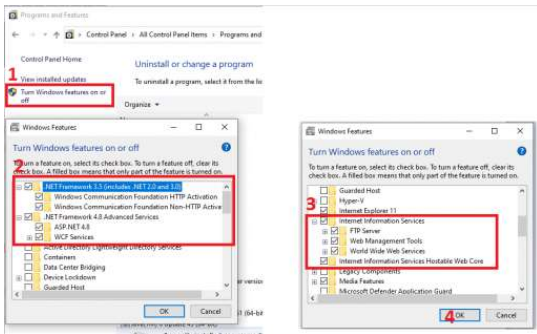 Programs and Features
Control Panel > All Control Panel Items > Programs and
Control Panel Home
Uninstall or change a program
1
View installed updates
To uninstall a program, select it from the lis
Turn Windows features on or
off
Organize
Windows Features
Turn Windows features on or off
2
To turn a feature on, select its check box. To turn a feature off, clear its
check box. A filled box means that only part of the feature is turned on.
.NET Framework 3.5 (includes .NET 2.0 and 3.0)
Windows Communication Foundation HTTP Activation
Windows Communication Foundation Non-HTTP Active
.NET Framework 4.8 Advanced Services
ASP.NET 4.8
WCF Services
Active Directory Lightweight Directory Services
Containers
Data Center Bridging
Device Lockdown
Guarded Host
OK
Cancel
er version
(64-bit
Windows Features
Turn Windows features on or off
To turn a feature on, select its check box. To turn a feature off, clear its
check box. A filled box means that only part of the feature is turned on.
Guarded Host
Hyper-V
3
Internet Explorer 11
Internet Information Services
FTP Server
Web Management Tools
World Wide Web Services
Internet Information Services Hostable Web Core
Legacy Components
Media Features
Microsoft Defender Application Guard
4
OK
Cancel